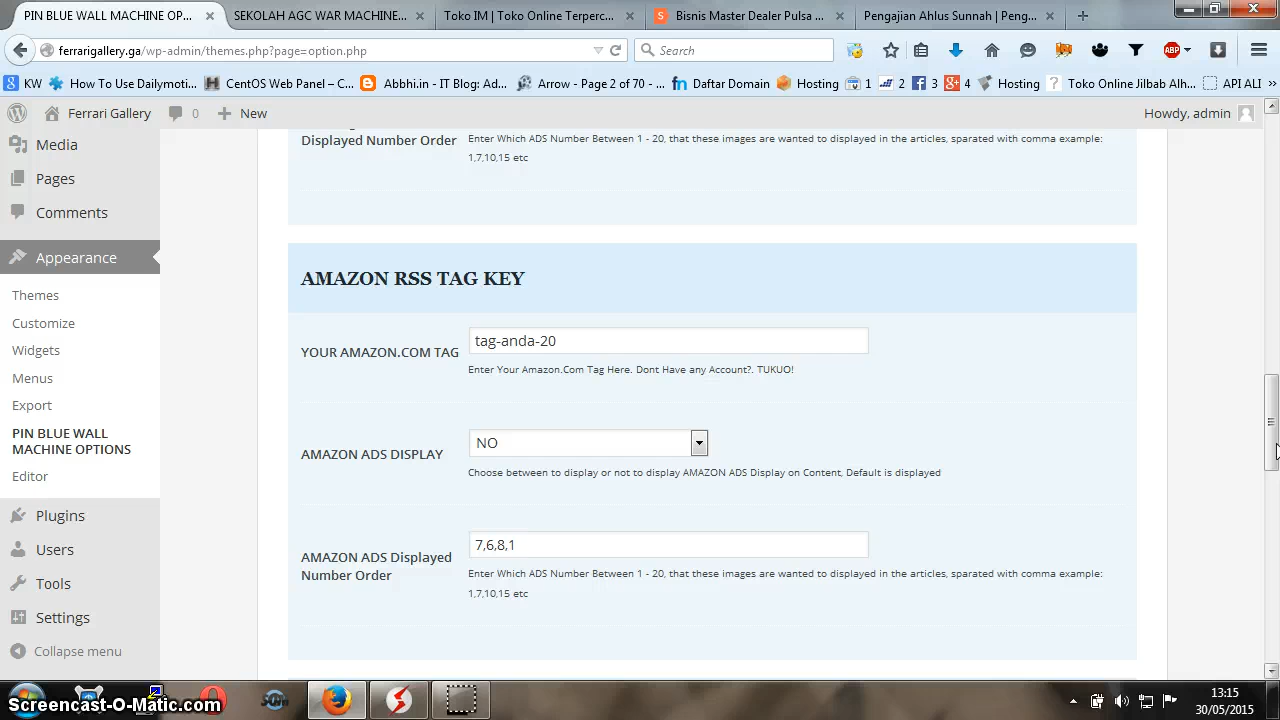 PIN BLUE WALL MACHINE OP...
SEKOLAH AGC WAR MACHINE...
Toko IM | Toko Online Terperc...
Bisnis Master Dealer Pulsa ...
Pengajian Ahlus Sunnah | Peng...
ferrarigallery.ga/wp-admin/themes.php?page=option.php
Search
ABP
KW
How To Use Dailymoti...
CentOS Web Panel – C...
Abbhi.in - IT Blog: Ad...
Arrow - Page 2 of 70 - ...
Daftar Domain
Hosting
1
2
3
4
Hosting
Toko Online Jilbab Alh...
API ALI
Ferrari Gallery
0
New
Howdy, admin
Media
Pages
Comments
Appearance
Themes
Customize
Widgets
Menus
Export
PIN BLUE WALL
MACHINE OPTIONS
Editor
Plugins
Users
Tools
Settings
Collapse menu
Displayed Number Order
Enter Which ADS Number Between 1 - 20, that these images are wanted to displayed in the articles, sparated with comma example:
1,7,10,15 etc
AMAZON RSS TAG KEY
YOUR AMAZON.COM TAG
tag-anda-20
Enter Your Amazon.Com Tag Here. Dont Have any Account?. TUKUO!
AMAZON ADS DISPLAY
NO
Choose between to display or not to display AMAZON ADS Display on Content, Default is displayed
AMAZON ADS Displayed
Number Order
7,6,8,1
Enter Which ADS Number Between 1 - 20, that these images are wanted to displayed in the articles, sparated with comma example:
1,7,10,15 etc
Screencast-O-Matic.com
13:15
30/05/2015